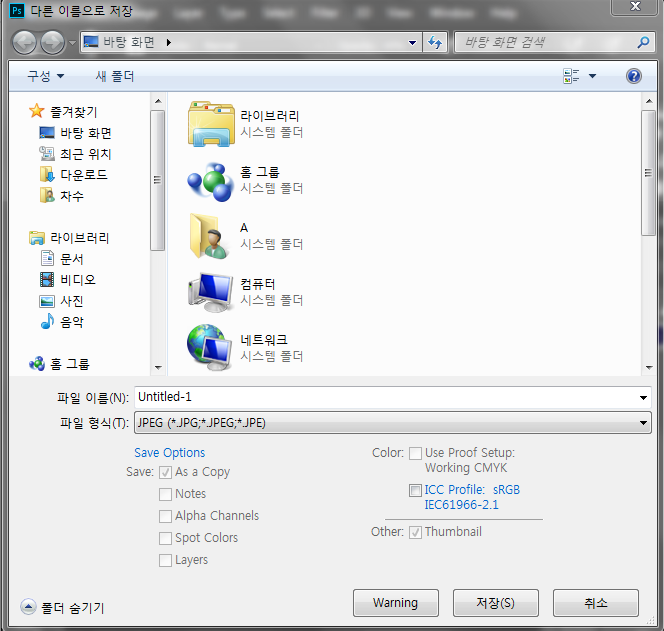 Ps 다른 이름으로 저장
바탕 화면
바탕 화면 검색
구성
새 폴더
즐겨찾기
바탕 화면
최근 위치
다운로드
차수
라이브러리
문서
비디오
사진
음악
홈 그룹
라이브러리
시스템 폴더
홈 그룹
시스템 폴더
A
시스템 폴더
컴퓨터
시스템 폴더
네트워크
시스템 폴더
파일 이름(N): Untitled-1
파일 형식(T): JPEG (*.JPG;*.JPEG;*.JPE)
Save Options
Save: As a Copy
Notes
Alpha Channels
Spot Colors
Layers
Color: Use Proof Setup:
Working CMYK
ICC Profile: sRGB
IEC61966-2.1
Other: Thumbnail
폴더 숨기기
Warning
저장(S)
취소